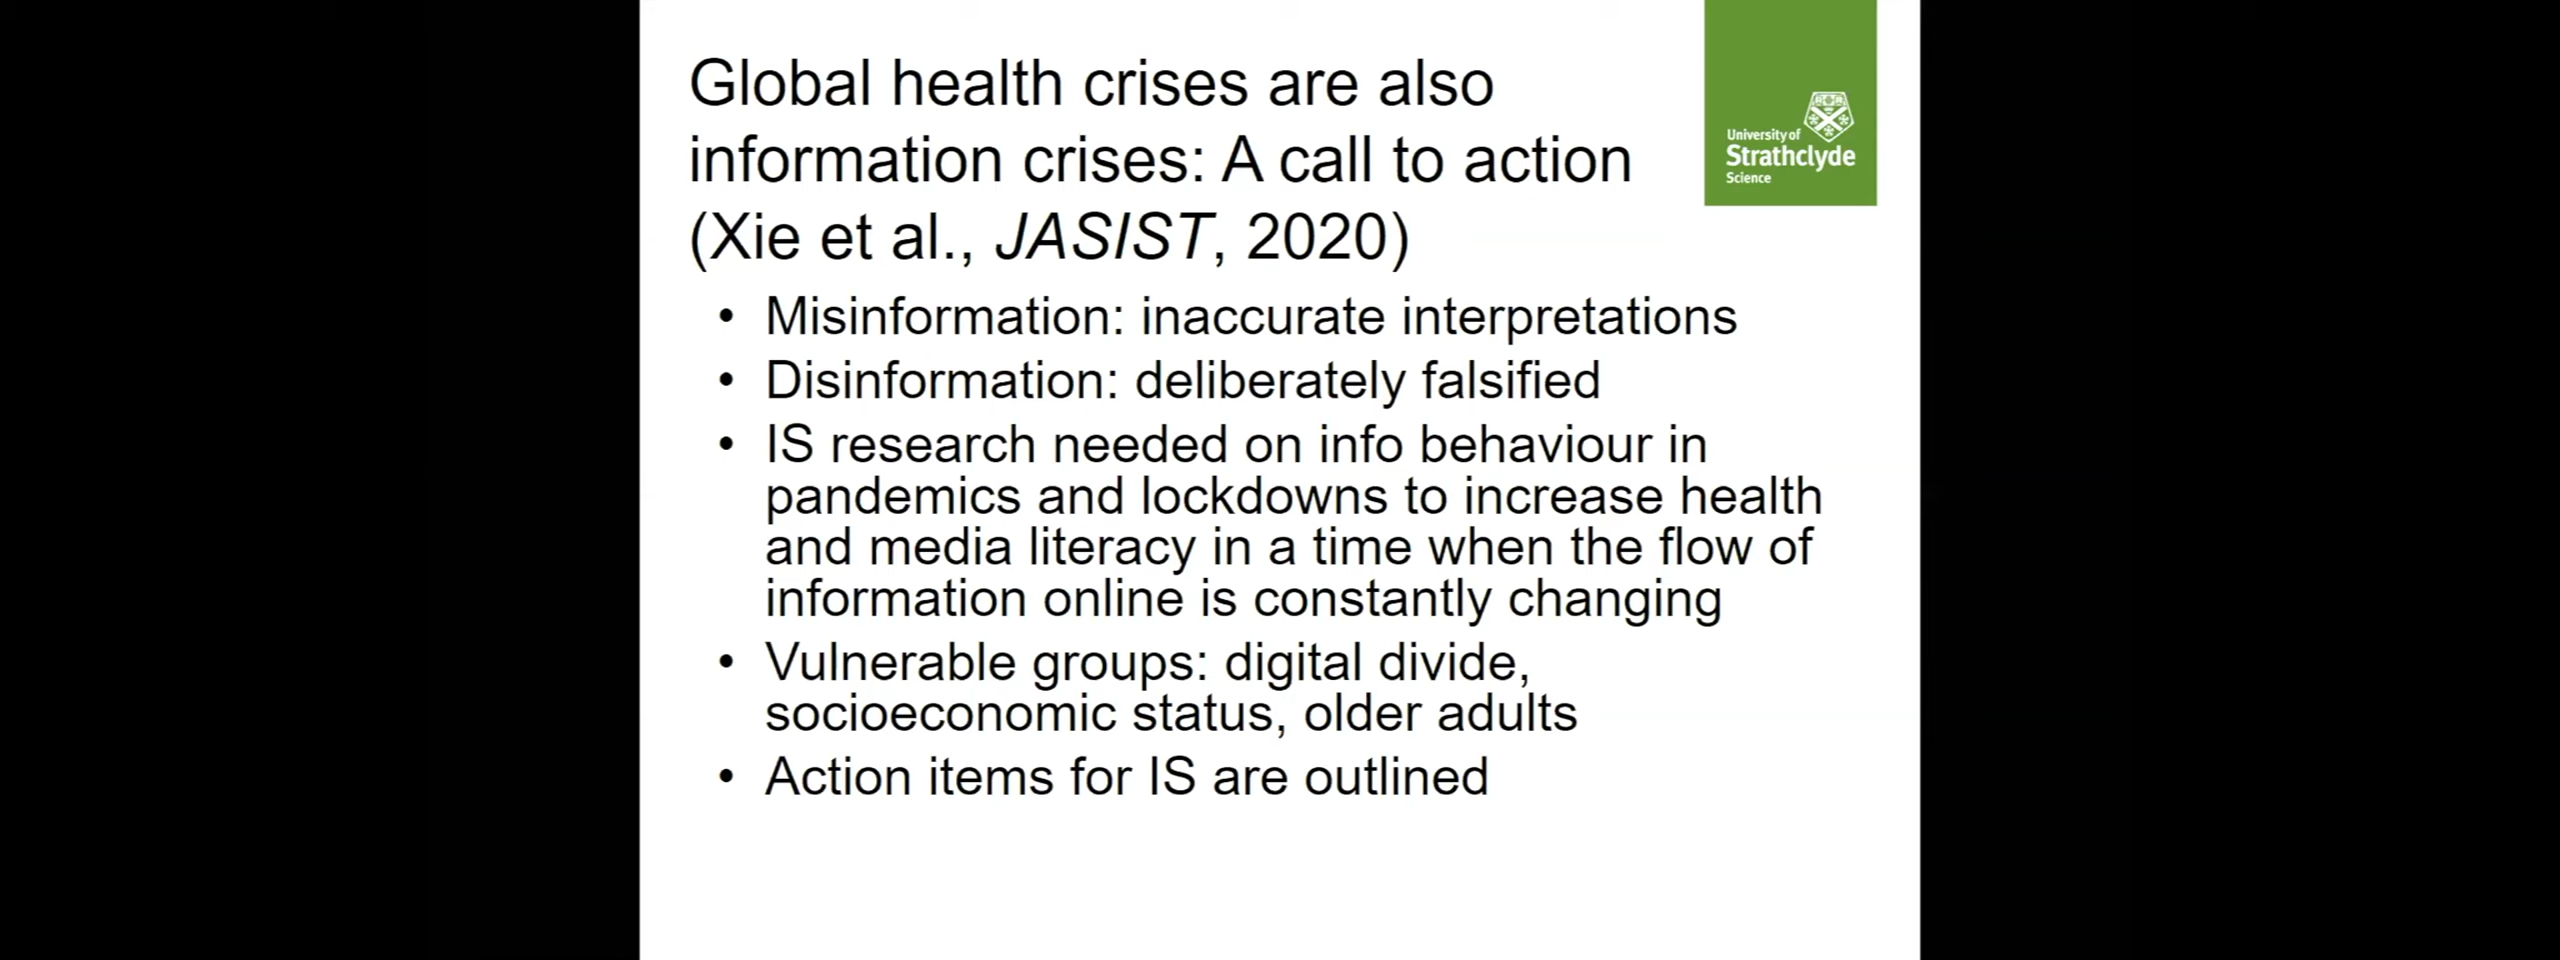 Global health crises are also
information crises: A call to action
(Xie et al., JASIST, 2020)
University of
Strathclyde
Science
• Misinformation: inaccurate interpretations
• Disinformation: deliberately falsified
• IS research needed on info behaviour in
pandemics and lockdowns to increase health
and media literacy in a time when the flow of
information online is constantly changing
• Vulnerable groups: digital divide,
socioeconomic status, older adults
• Action items for IS are outlined